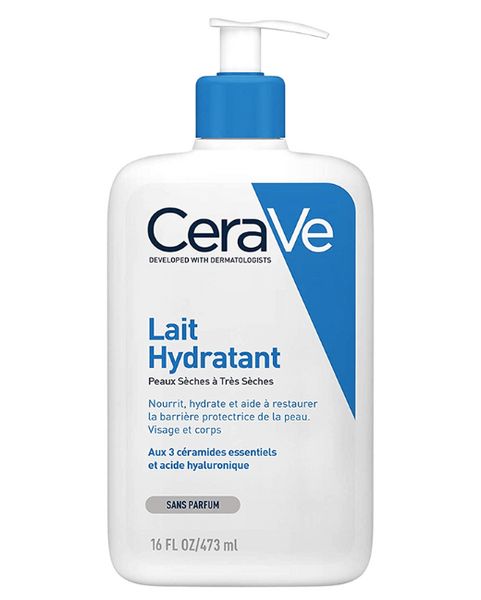 CeraVe
DEVELOPED WITH DERMATOLOGISTS
Lait
Hydratant
Peaux Sèches à Très Sèches
Nourrit, hydrate et aide à restaurer
la barrière protectrice de la peau.
Visage et corps
Aux 3 céramides essentiels
et acide hyaluronique
SANS PARFUM
16 FL OZ/473 ml